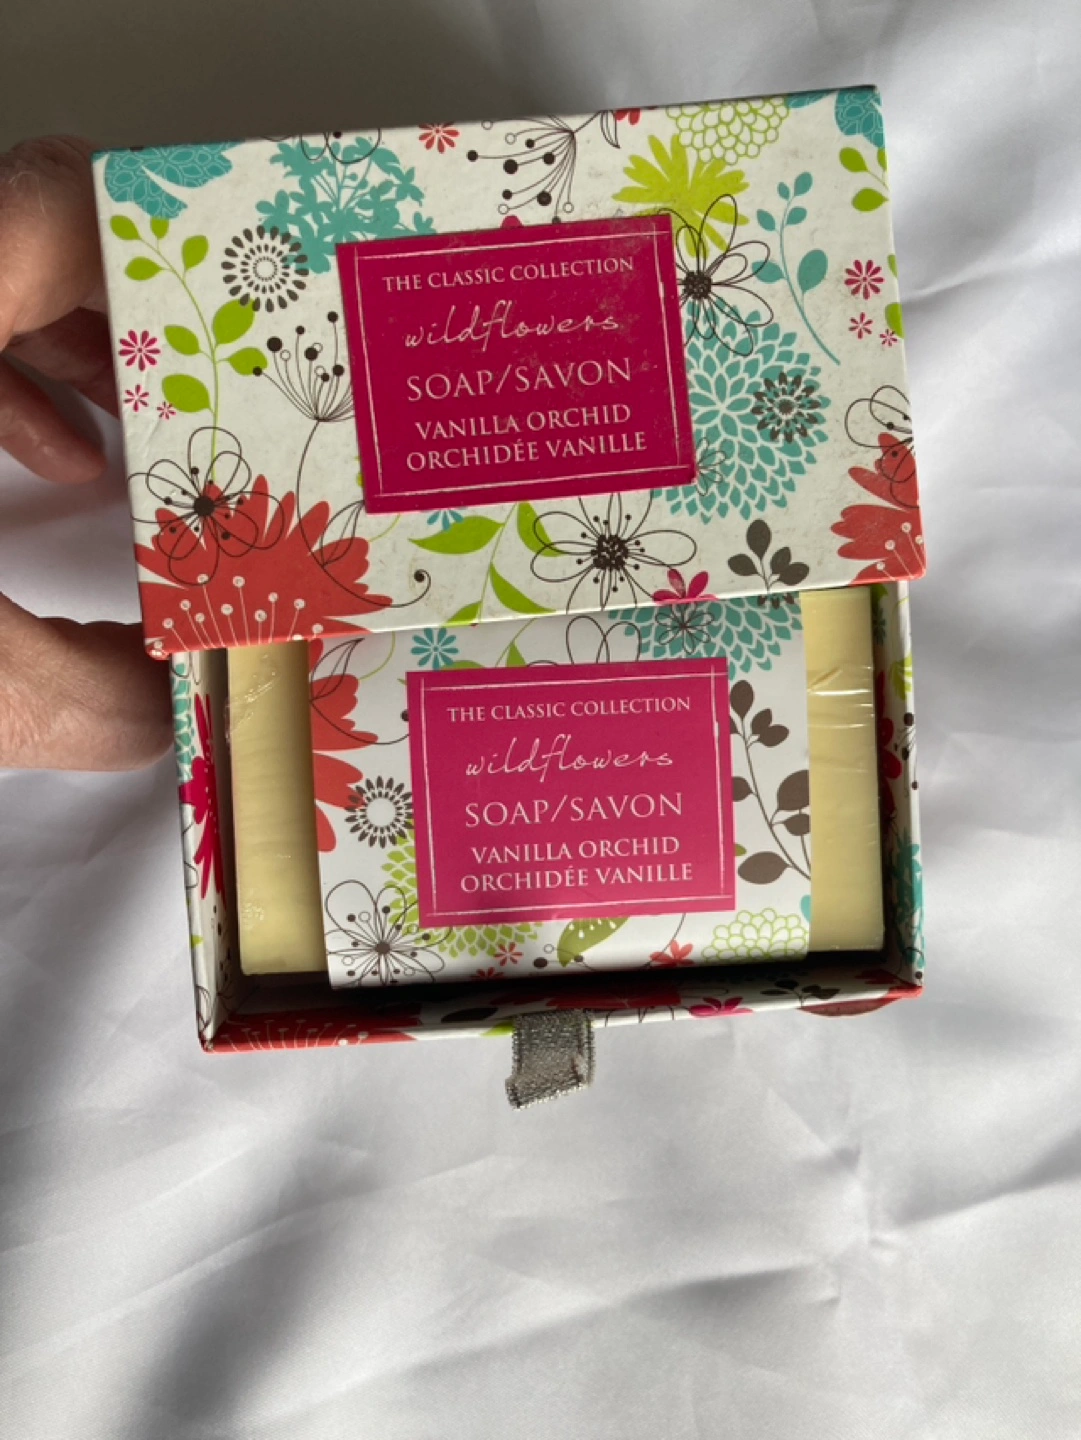 THE CLASSIC COLLECTION
wildflowers
SOAP/SAVON
VANILLA ORCHID
ORCHIDÉE VANILLE
THE CLASSIC COLLECTION
wildflowers
SOAP/SAVON
VANILLA ORCHID
ORCHIDÉE VANILLE